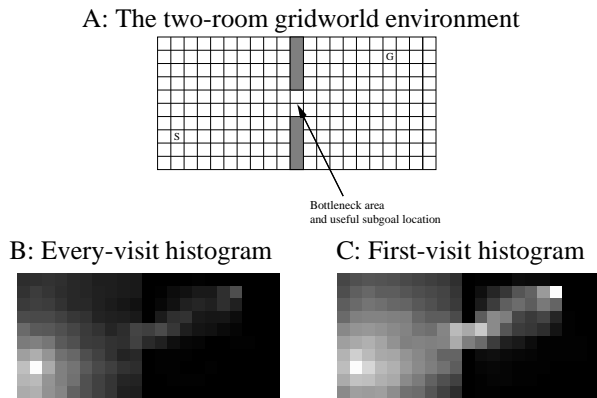 A: The two-room gridworld environment
G
S
Bottleneck area
and useful subgoal location
B: Every-visit histogram
C: First-visit histogram